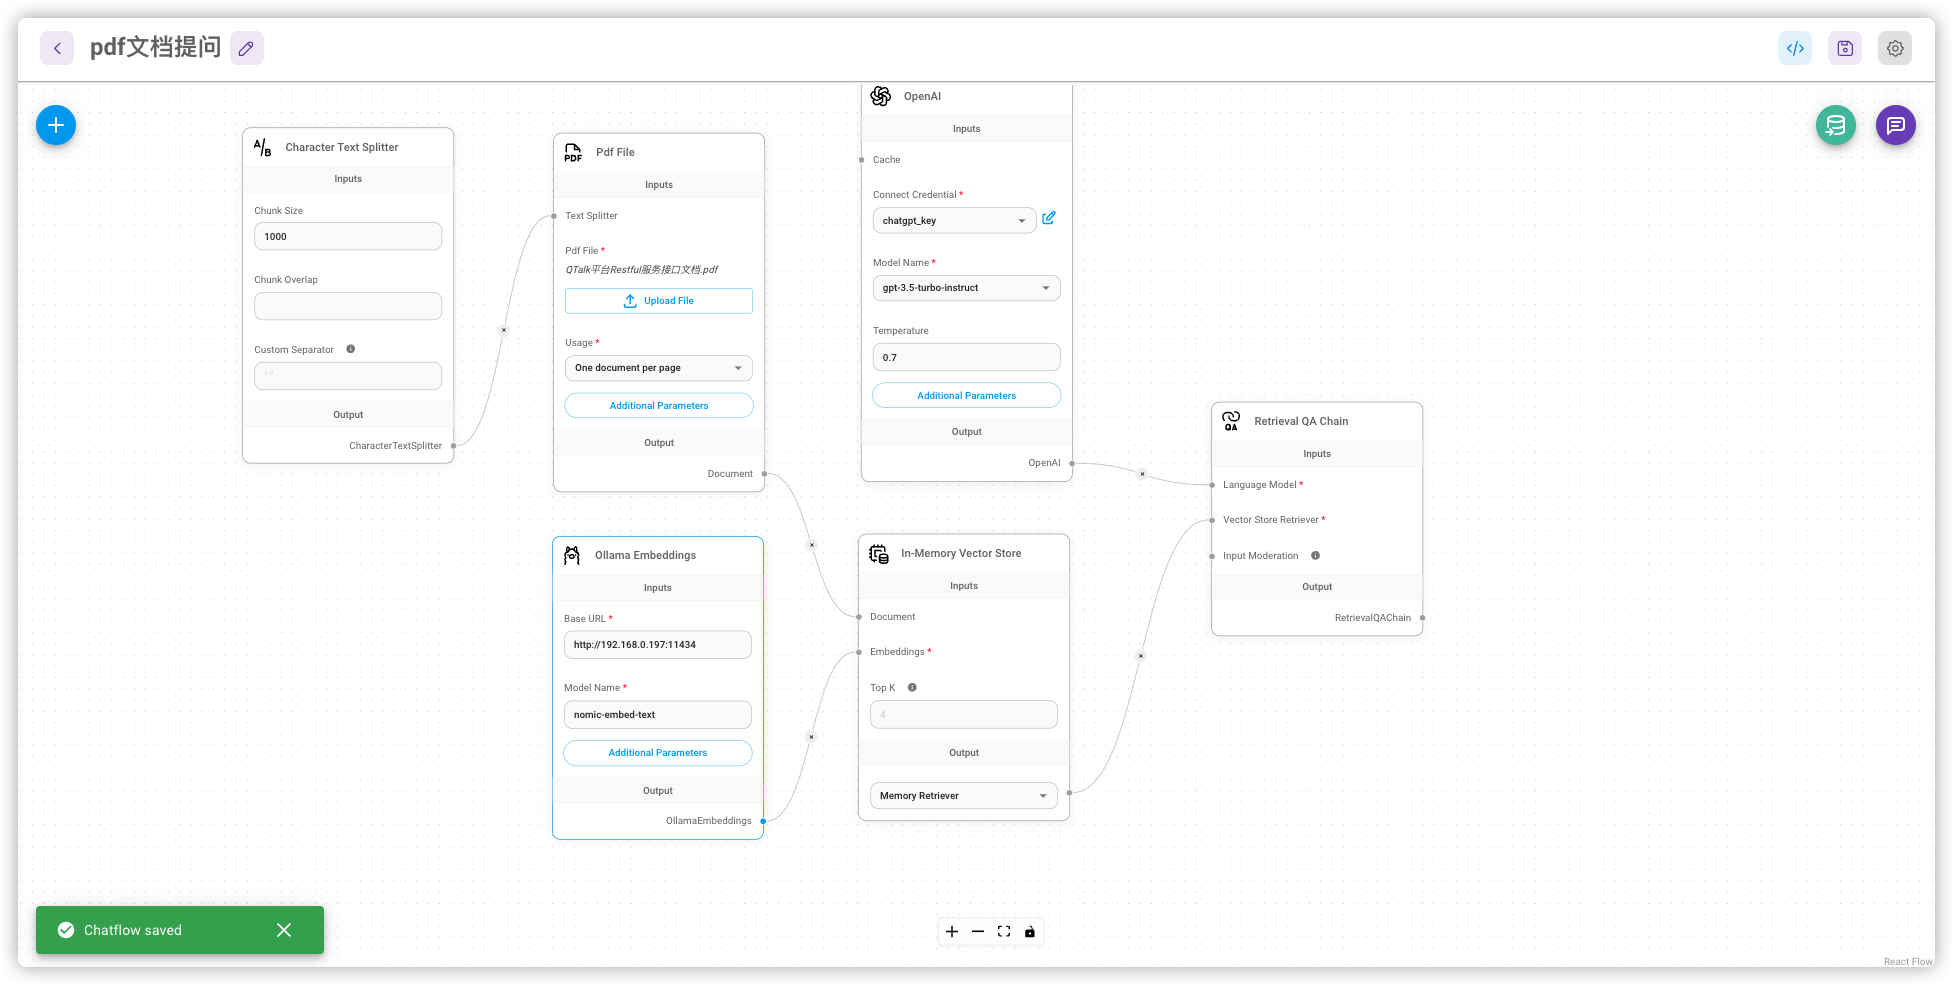 pdf文档提问
Character Text Splitter
Inputs
Chunk Size
1000
Chunk Overlap
Custom Separator
" "
Output
CharacterTextSplitter
Pdf File
Inputs
Text Splitter
Pdf File *
QTalk平台Restful服务接口文档.pdf
Upload File
Usage *
One document per page
Additional Parameters
Output
Document
OpenAI
Inputs
Cache
Connect Credential *
chatgpt_key
Model Name *
gpt-3.5-turbo-instruct
Temperature
0.7
Additional Parameters
Output
OpenAI
Ollama Embeddings
Inputs
Base URL *
http://192.168.0.197:11434
Model Name *
nomic-embed-text
Additional Parameters
Output
OllamaEmbeddings
In-Memory Vector Store
Inputs
Document
Embeddings *
Top K
4
Output
Memory Retriever
Retrieval QA Chain
Inputs
Language Model *
Vector Store Retriever *
Input Moderation
Output
RetrievalQAChain
Chatflow saved
React Flow